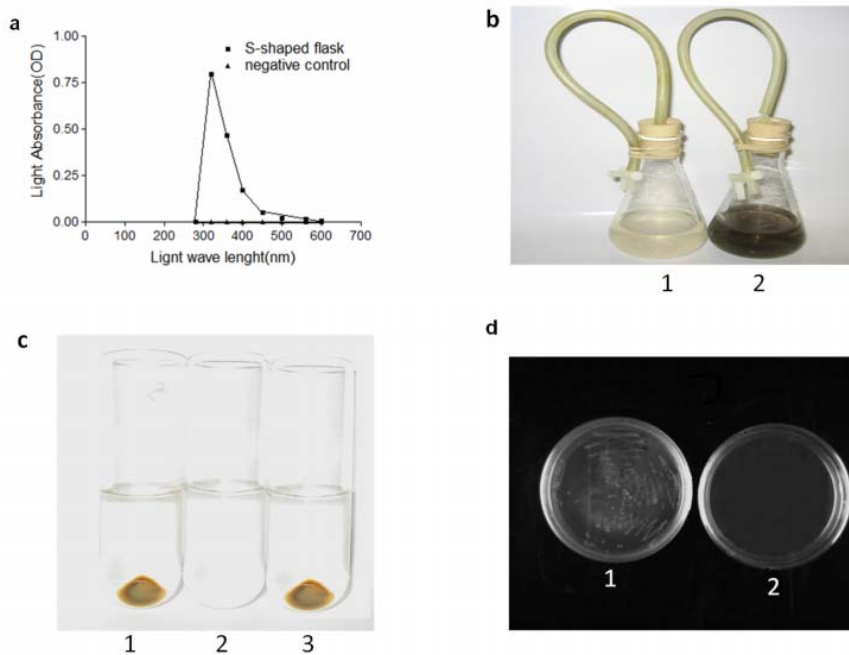 a
1.00
0.75
0.50
0.25
0.00
Light Absorbance(OD)
S-shaped flask
negative control
0 100 200 300 400 500 600 700
Lignt wave lenght(nm)
b
1 2
c
1 2 3
d
1 2